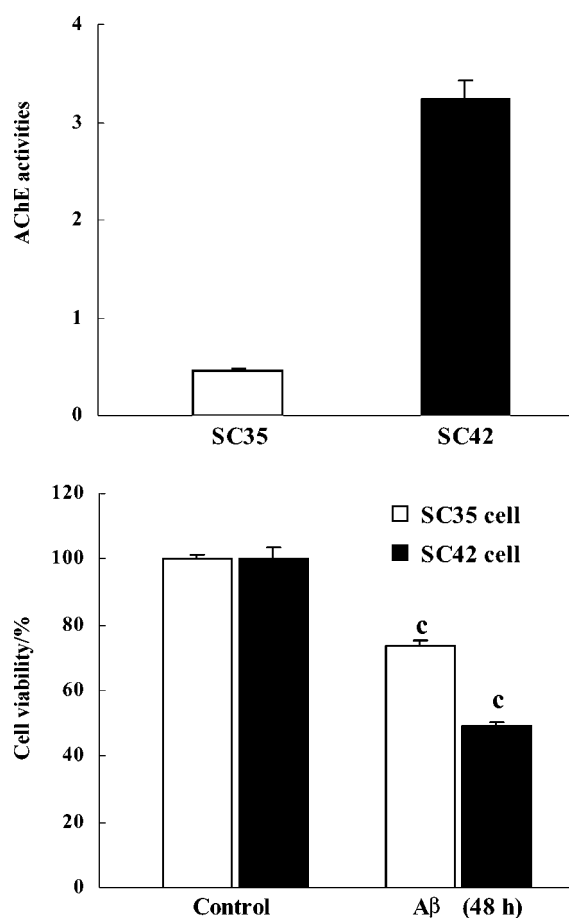 4
3
2
1
0
AChE activities
SC35 SC42
120
100
80
60
40
20
0
Cell viability/%
SC35 cell
SC42 cell
c
c
Control Aβ (48 h)